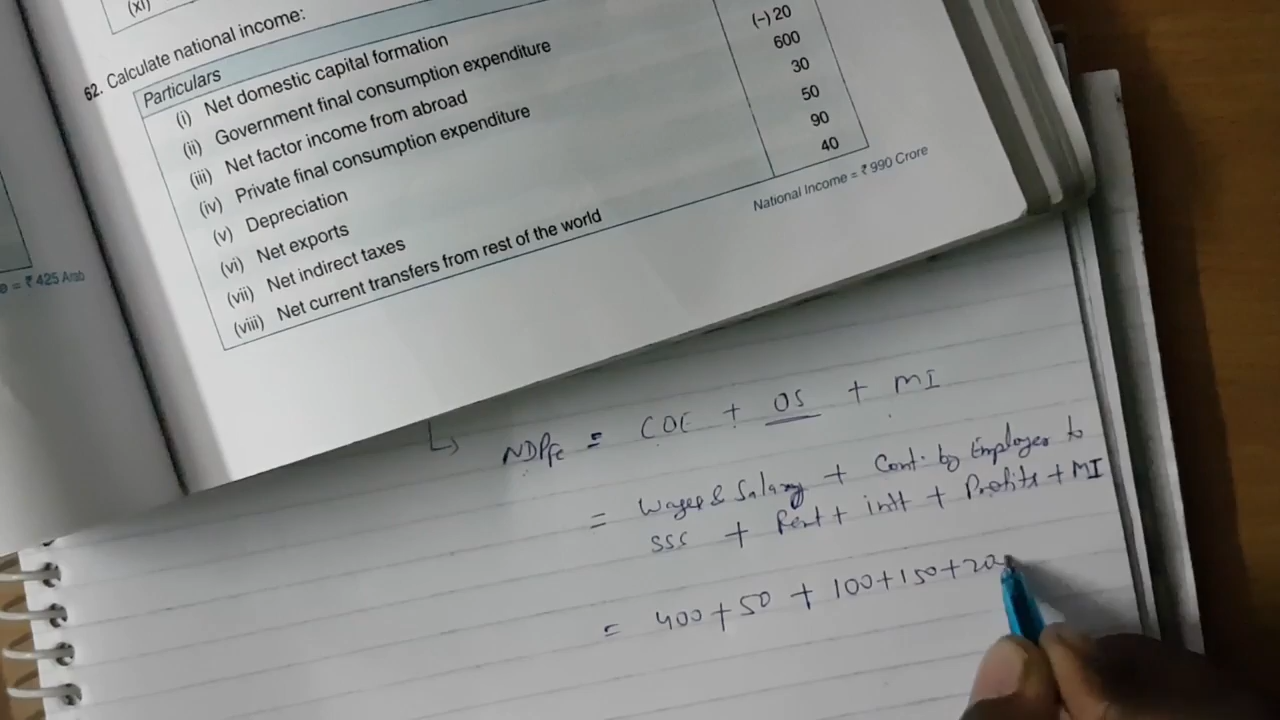 (xi)
62. Calculate national income:
Particulars
(i) Net domestic capital formation
(ii) Government final consumption expenditure
(iii) Net factor income from abroad (-) 20
(iv) Private final consumption expenditure 600
(v) Depreciation 30
(vi) Net exports 50
(vii) Net indirect taxes 90
(viii) Net current transfers from rest of the world 40
National Income = ₹ 990 Crore
= ₹ 425 Arab
↳ NDPFC = COE + OS + MI
= Wages & Salary + Cont. by Employer to
SSC + Rent + intt + Profits + MI
= 400 + 50 + 100 + 150 + 20